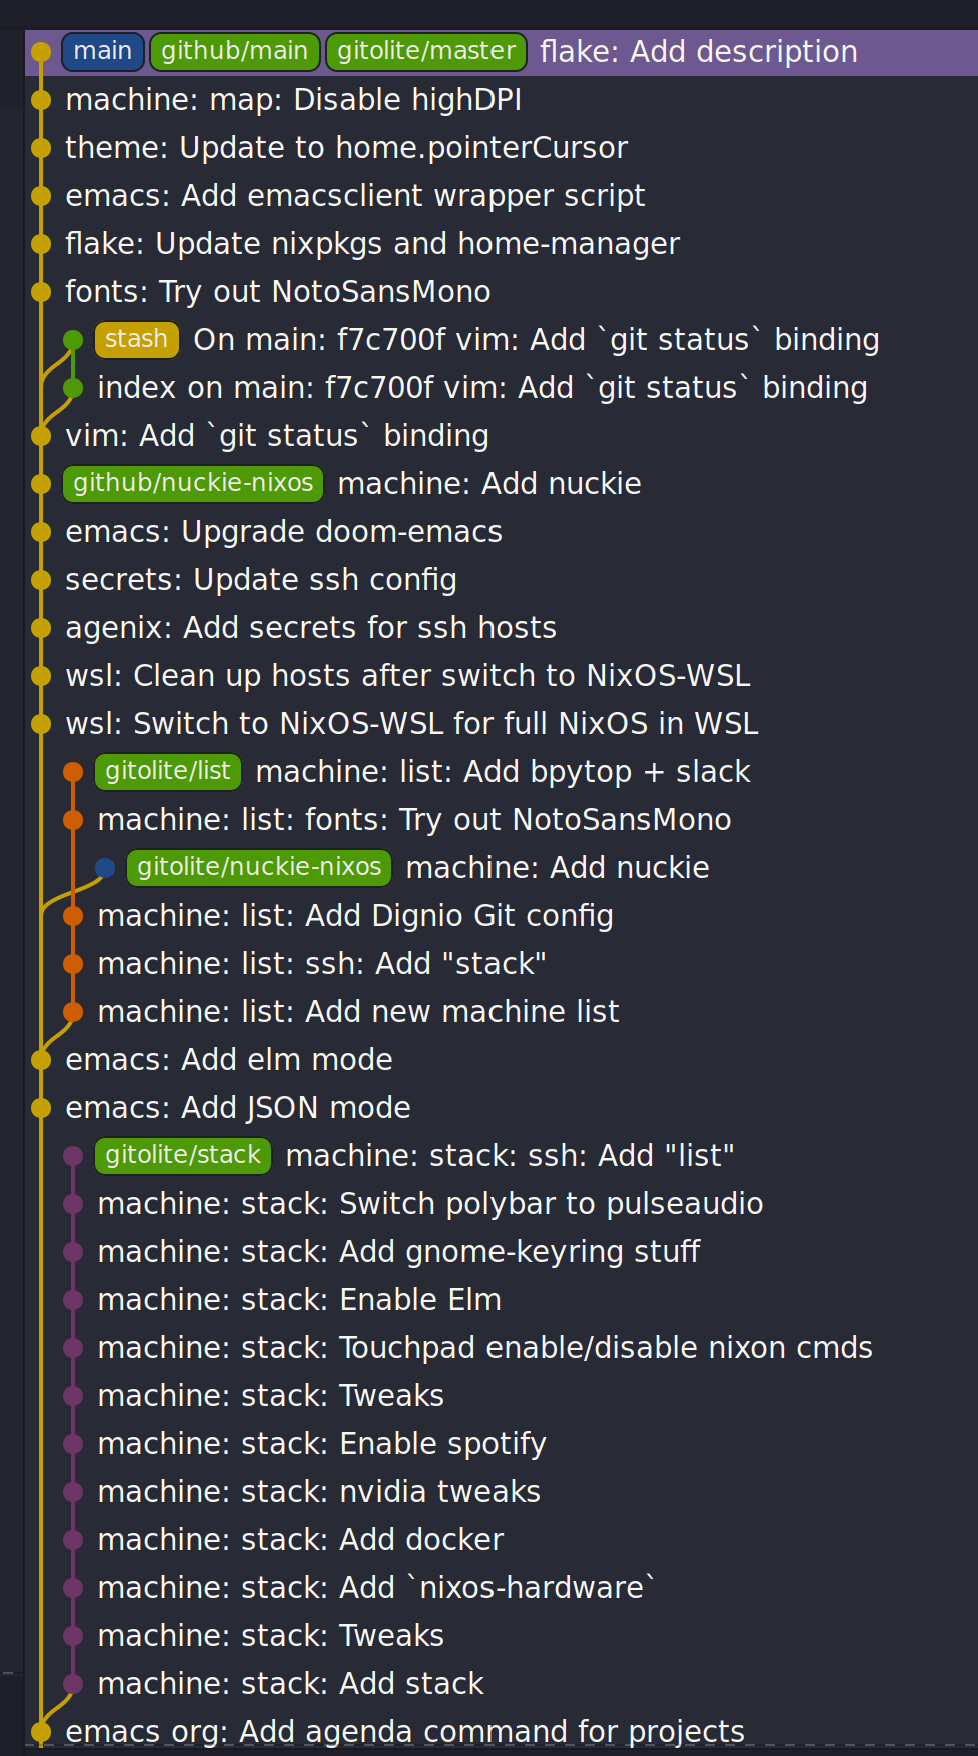 main github/main gitolite/master flake: Add description
machine: map: Disable highDPI
theme: Update to home.pointerCursor
emacs: Add emacsclient wrapper script
flake: Update nixpkgs and home-manager
fonts: Try out NotoSansMono
stash On main: f7c700f vim: Add `git status` binding
index on main: f7c700f vim: Add `git status` binding
vim: Add `git status` binding
github/nuckie-nixos machine: Add nuckie
emacs: Upgrade doom-emacs
secrets: Update ssh config
agenix: Add secrets for ssh hosts
wsl: Clean up hosts after switch to NixOS-WSL
wsl: Switch to NixOS-WSL for full NixOS in WSL
gitolite/list machine: list: Add bpytop + slack
machine: list: fonts: Try out NotoSansMono
gitolite/nuckie-nixos machine: Add nuckie
machine: list: Add Dignio Git config
machine: list: ssh: Add "stack"
machine: list: Add new machine list
emacs: Add elm mode
emacs: Add JSON mode
gitolite/stack machine: stack: ssh: Add "list"
machine: stack: Switch polybar to pulseaudio
machine: stack: Add gnome-keyring stuff
machine: stack: Enable Elm
machine: stack: Touchpad enable/disable nixon cmds
machine: stack: Tweaks
machine: stack: Enable spotify
machine: stack: nvidia tweaks
machine: stack: Add docker
machine: stack: Add `nixos-hardware`
machine: stack: Tweaks
machine: stack: Add stack
emacs org: Add agenda command for projects